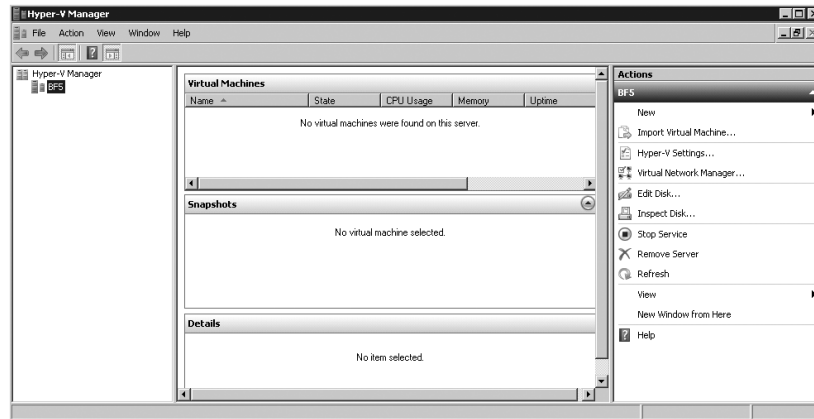 Hyper-V Manager
File Action View Window Help
Hyper-V Manager
BF5
Virtual Machines
Name State CPU Usage Memory Uptime
No virtual machines were found on this server.
Snapshots
No virtual machine selected.
Details
No item selected.
Actions
BF5
New
Import Virtual Machine...
Hyper-V Settings...
Virtual Network Manager...
Edit Disk...
Inspect Disk...
Stop Service
Remove Server
Refresh
View
New Window from Here
Help